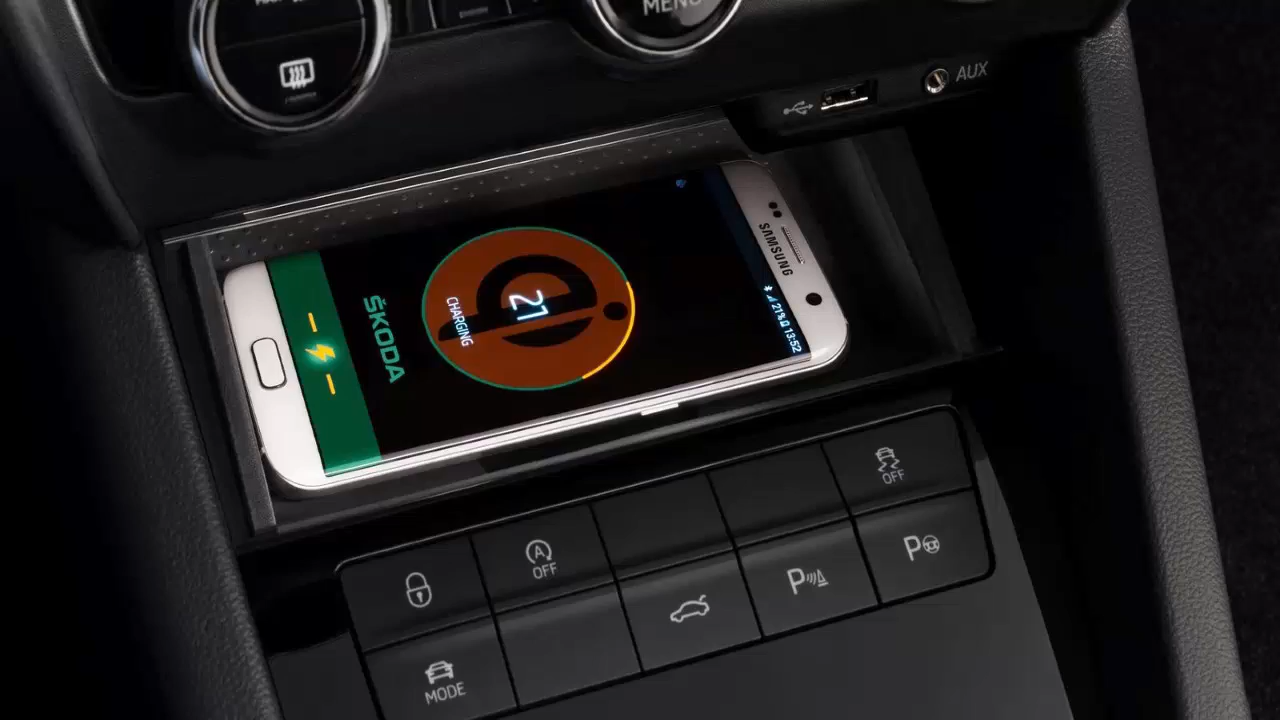 MENU
AUX
SAMSUNG
21% 13:52
21
CHARGING
ŠKODA
OFF
A
OFF
P
P
MODE